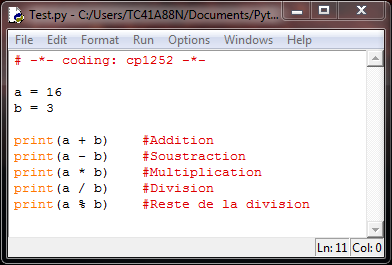 Test.py - C:/Users/TC41A88N/Documents/Pyt...
File Edit Format Run Options Windows Help
# -*- coding: cp1252 -*-
a = 16
b = 3
print(a + b) #Addition
print(a - b) #Soustraction
print(a * b) #Multiplication
print(a / b) #Division
print(a % b) #Reste de la division
Ln: 11 Col: 0